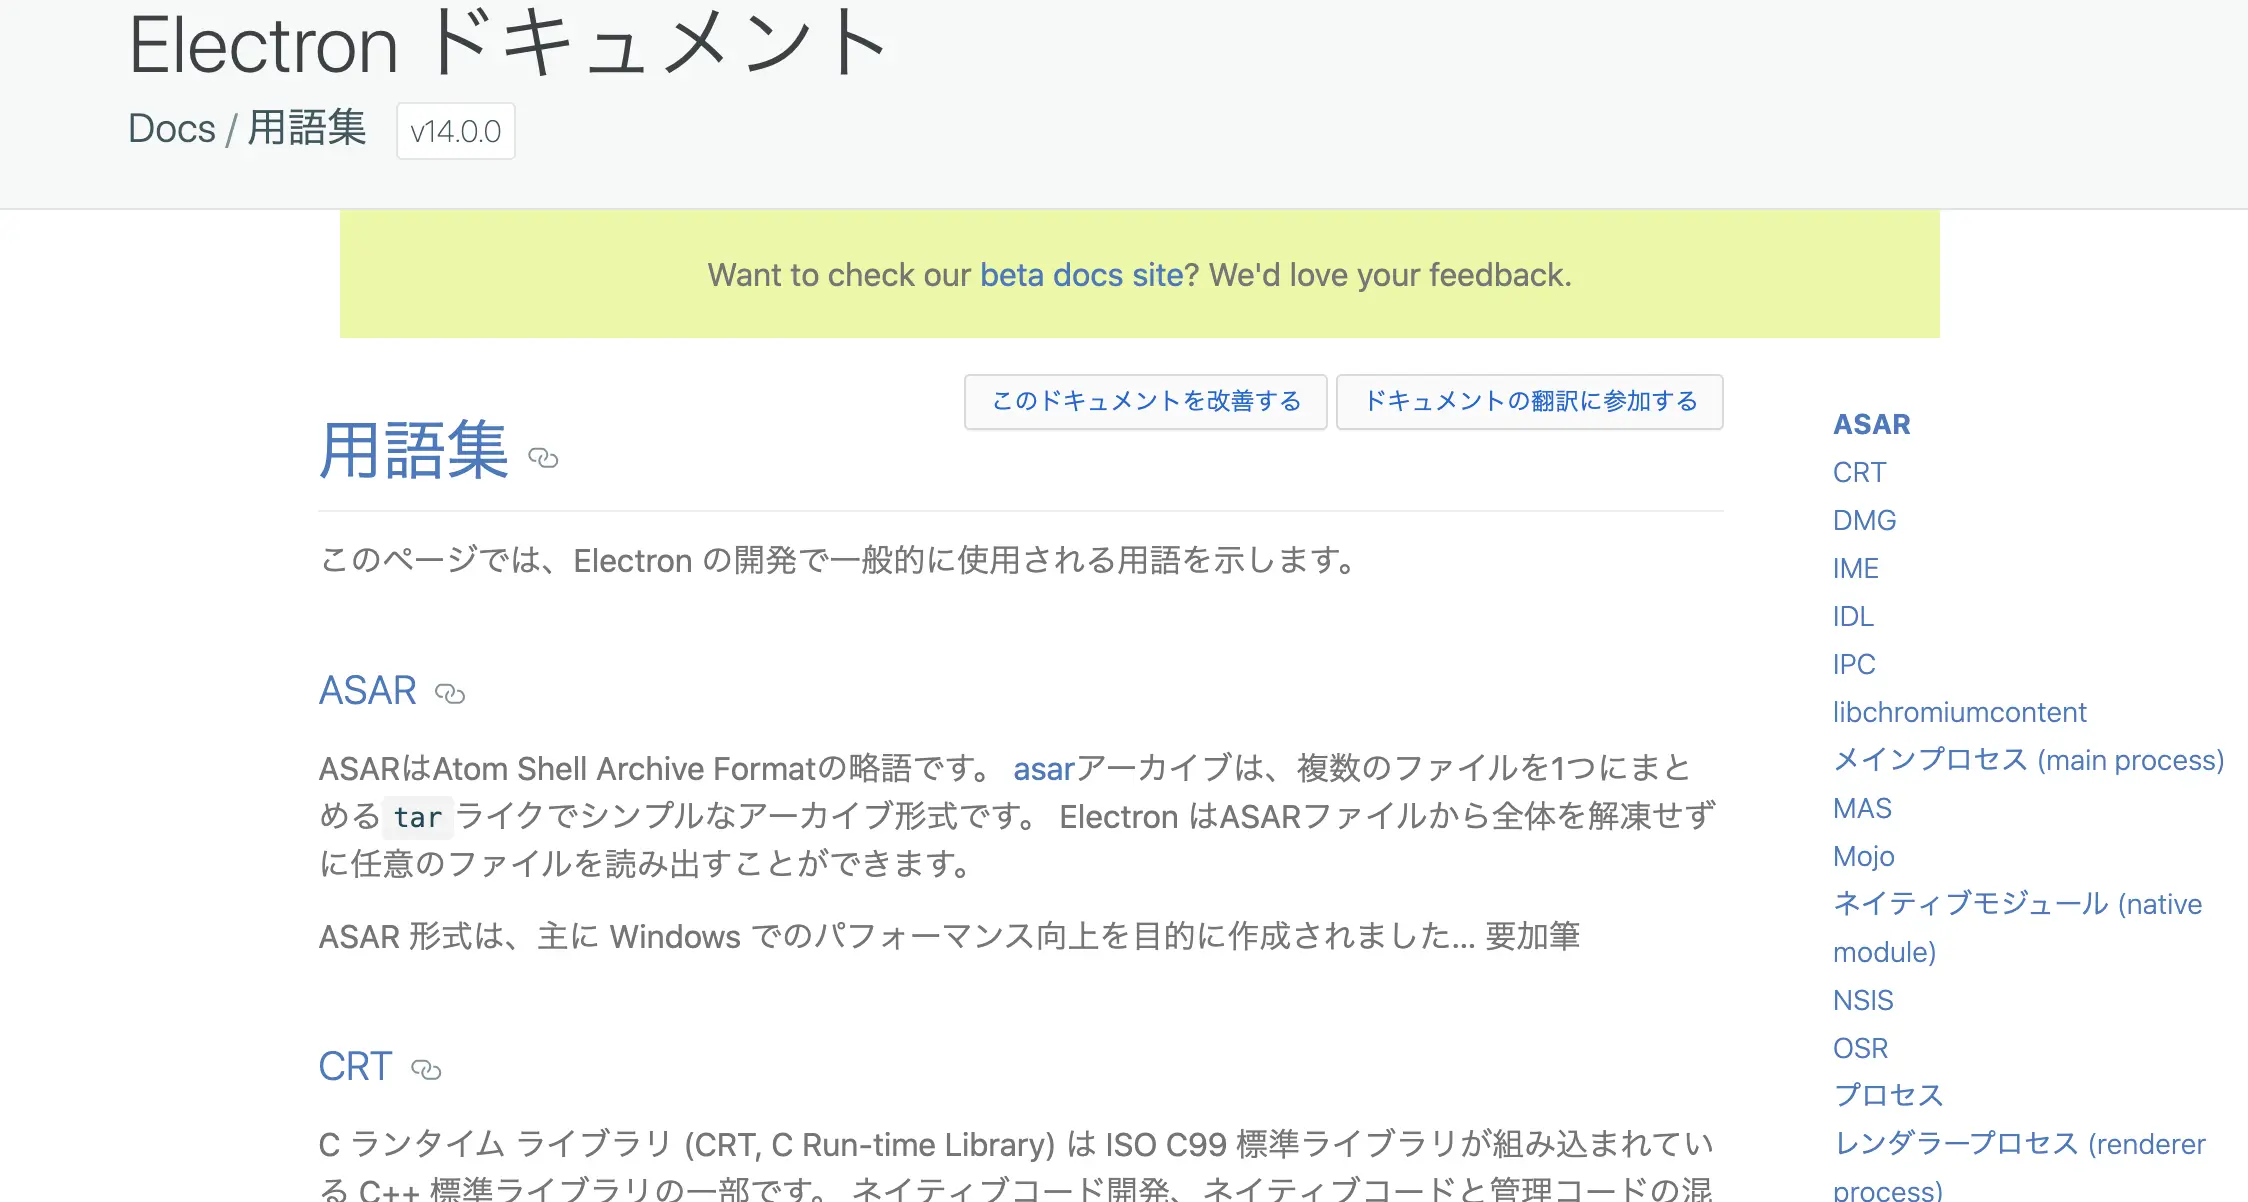 Electron ドキュメント
Docs / 用語集 v14.0.0
Want to check our beta docs site? We'd love your feedback.
このドキュメントを改善する ドキュメントの翻訳に参加する
用語集
このページでは、Electron の開発で一般的に使用される用語を示します。
ASAR
ASARはAtom Shell Archive Formatの略語です。 asarアーカイブは、複数のファイルを1つにまと
めるtarライクでシンプルなアーカイブ形式です。 Electron はASARファイルから全体を解凍せず
に任意のファイルを読み出すことができます。
ASAR 形式は、主に Windows でのパフォーマンス向上を目的に作成されました... 要加筆
CRT
C ランタイム ライブラリ (CRT, C Run-time Library) は ISO C99 標準ライブラリが組み込まれてい
る C++ 標準ライブラリの一部です。 ネイティブコード開発、ネイティブコードと管理コードの混
ASAR
CRT
DMG
IME
IDL
IPC
libchromiumcontent
メインプロセス (main process)
MAS
Mojo
ネイティブモジュール (native
module)
NSIS
OSR
プロセス
レンダラープロセス (renderer
process)